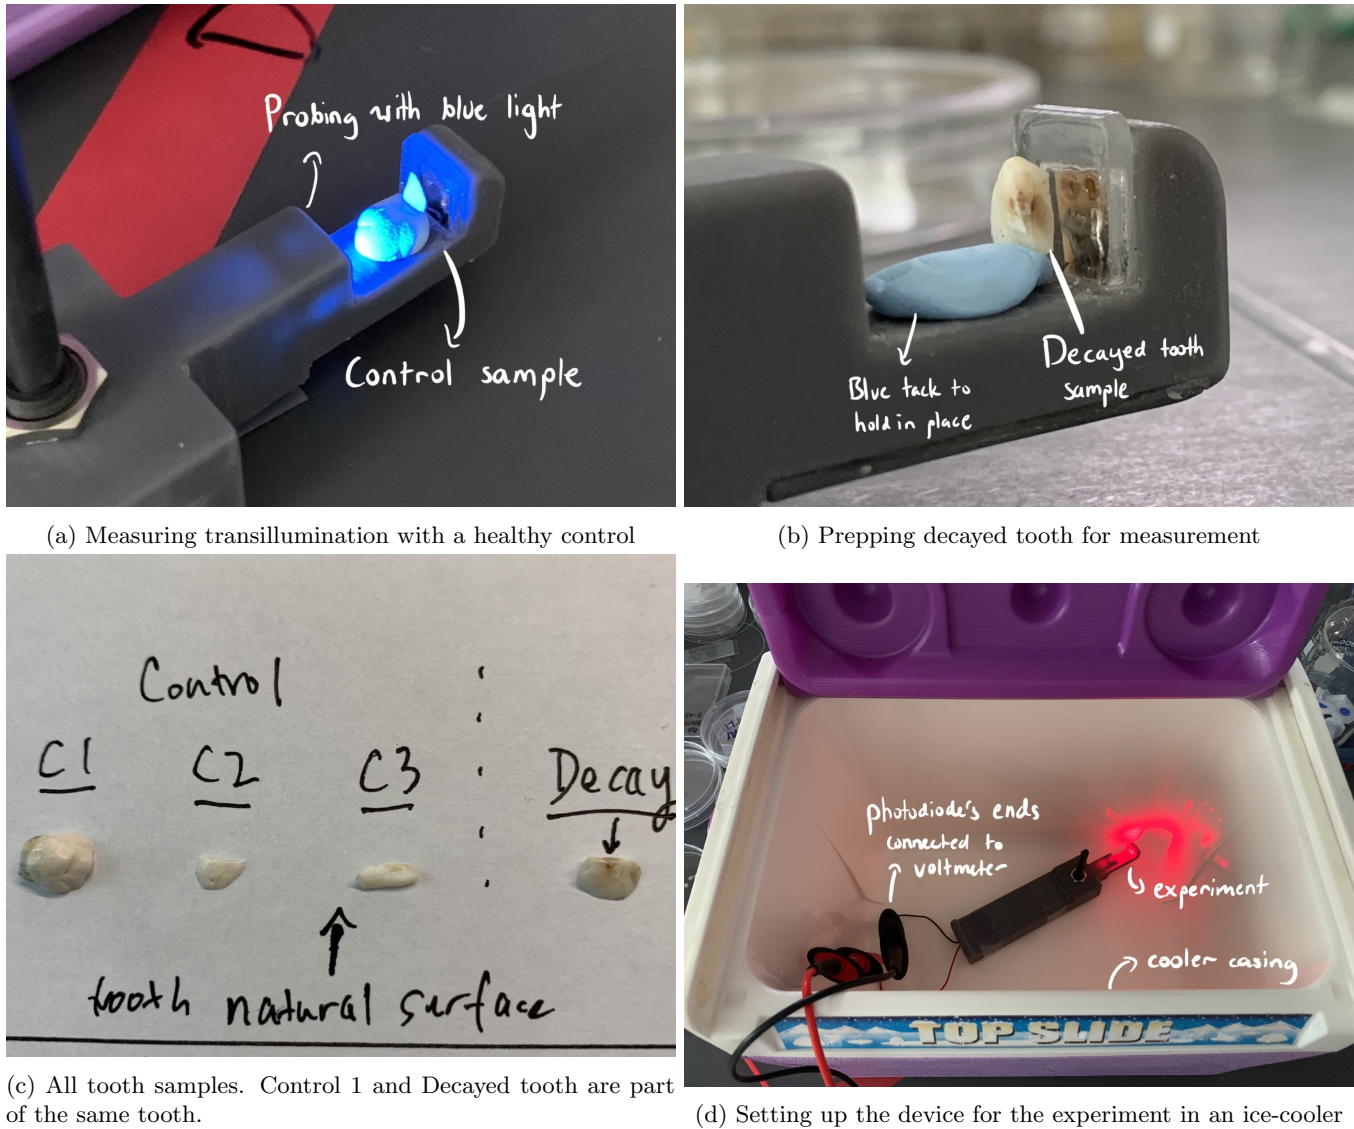 Probing with blue light
Control sample
(a) Measuring transillumination with a healthy control
Blue tack to
hold in place
Decayed tooth
sample
(b) Prepping decayed tooth for measurement
Control
C1 C2 C3 Decay
tooth natural surface
(c) All tooth samples. Control 1 and Decayed tooth are part
of the same tooth.
photodiode's ends
connected to
voltmeter
experiment
cooler casing
TOP SLIDE
(d) Setting up the device for the experiment in an ice-cooler